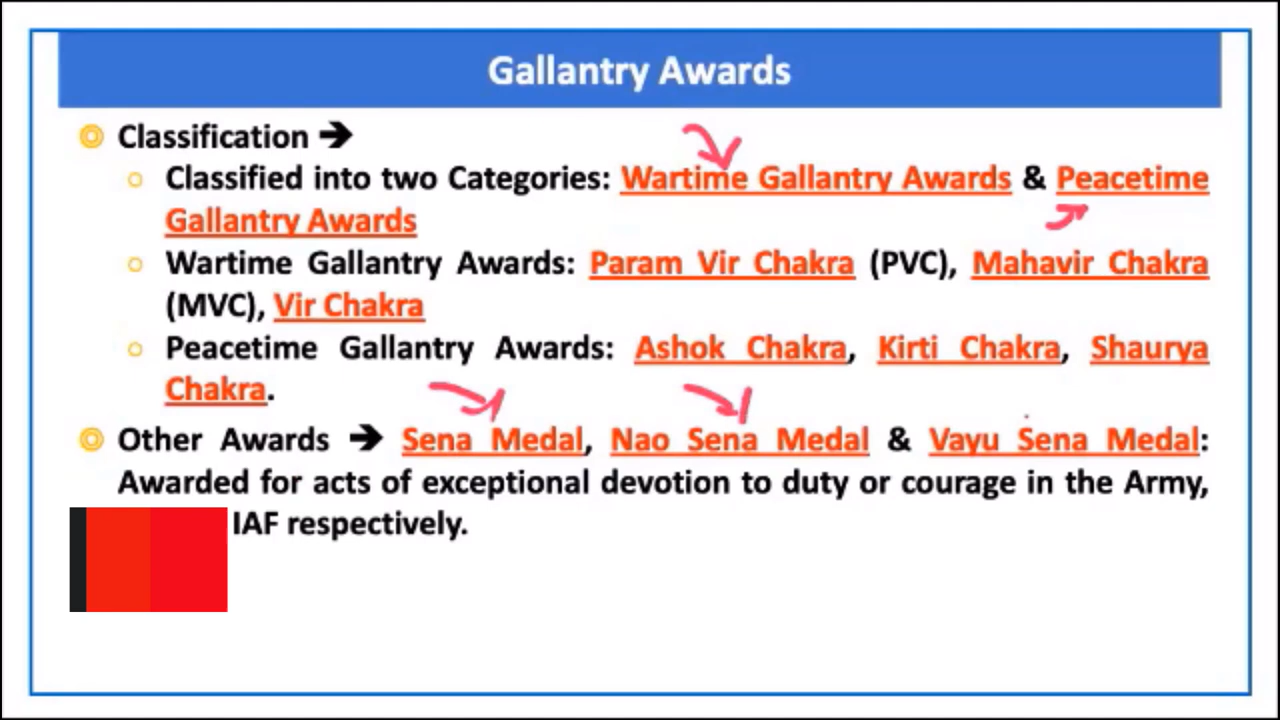 Gallantry Awards
Classification ➔
Classified into two Categories: Wartime Gallantry Awards & Peacetime
Gallantry Awards
Wartime Gallantry Awards: Param Vir Chakra (PVC), Mahavir Chakra
(MVC), Vir Chakra
Peacetime Gallantry Awards: Ashok Chakra, Kirti Chakra, Shaurya
Chakra.
Other Awards ➔ Sena Medal, Nao Sena Medal & Vayu Sena Medal:
Awarded for acts of exceptional devotion to duty or courage in the Army,
IAF respectively.